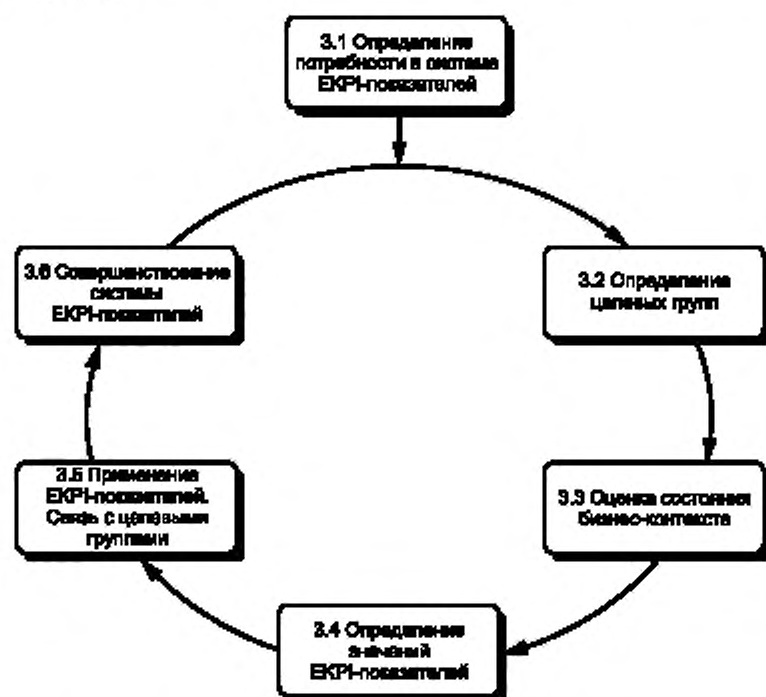 3.1 Определение
потребности в системе
EKPI-показателей
3.6 Совершенствование
системы
EKPI-показателей
3.2 Определение
целевых групп
3.5 Применение
EKPI-показателей.
Связь с целевыми
группами
3.3 Оценка состояния
бизнес-контекста
3.4 Определение
значений
EKPI-показателей